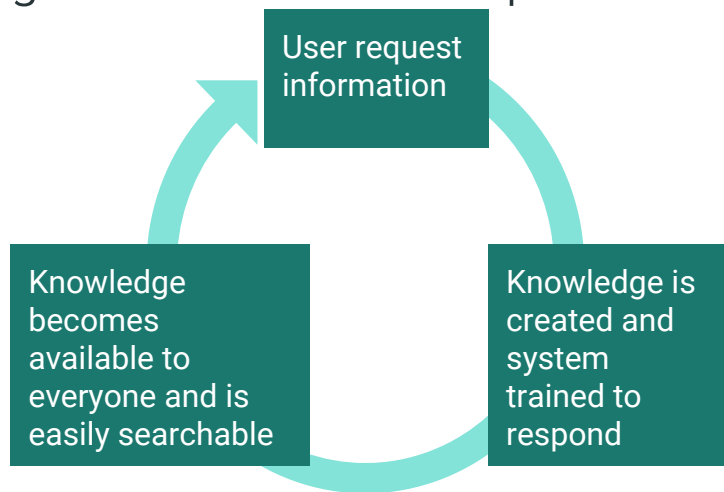 User request
information
Knowledge is
created and
system
trained to
respond
Knowledge
becomes
available to
everyone and is
easily searchable